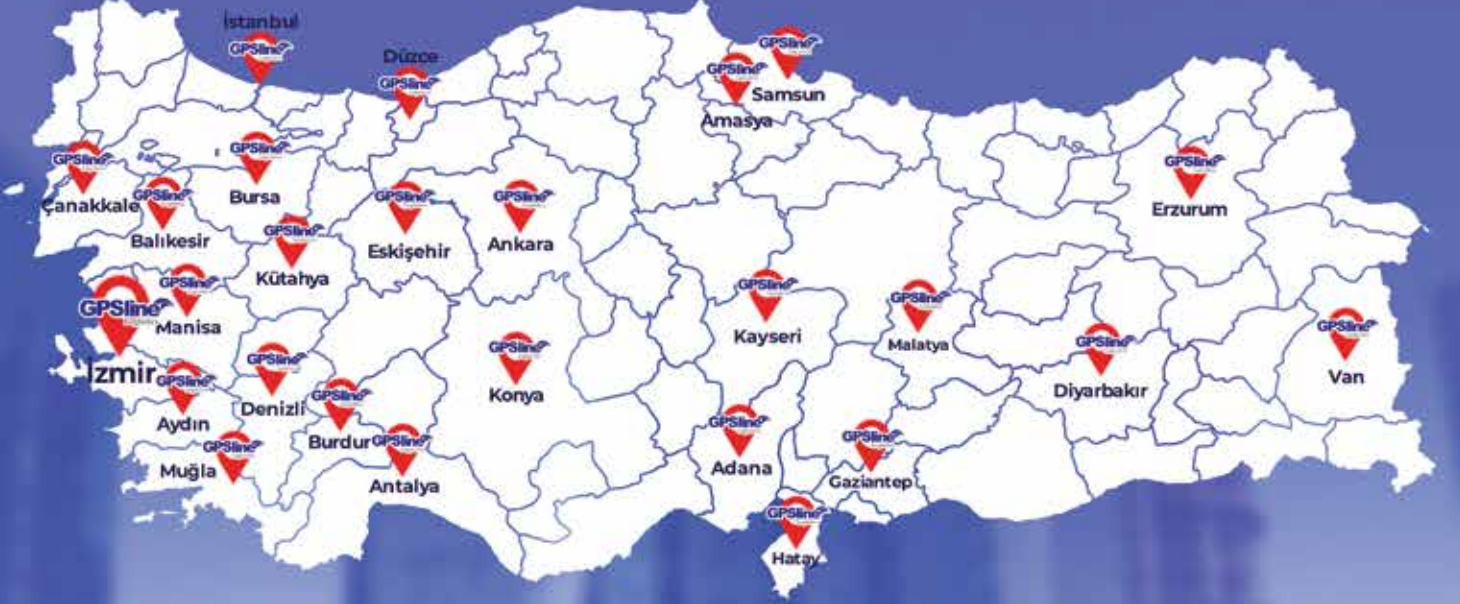 İstanbul
GPSline
Düzce
GPSline
GPSline
Samsun
GPSline
Amasya
GPSline
Çanakkale
GPSline
Bursa
GPSline
Balıkesir
GPSline
Kütahya
GPSline
Eskişehir
GPSline
Ankara
GPSline
Erzurum
GPSline
İzmir
GPSline
Manisa
GPSline
Kayseri
GPSline
Malatya
GPSline
Diyarbakır
GPSline
Van
GPSline
Aydın
GPSline
Denizli
GPSline
Burdur
GPSline
Konya
GPSline
Muğla
GPSline
Antalya
GPSline
Adana
GPSline
Gaziantep
GPSline
Hatay